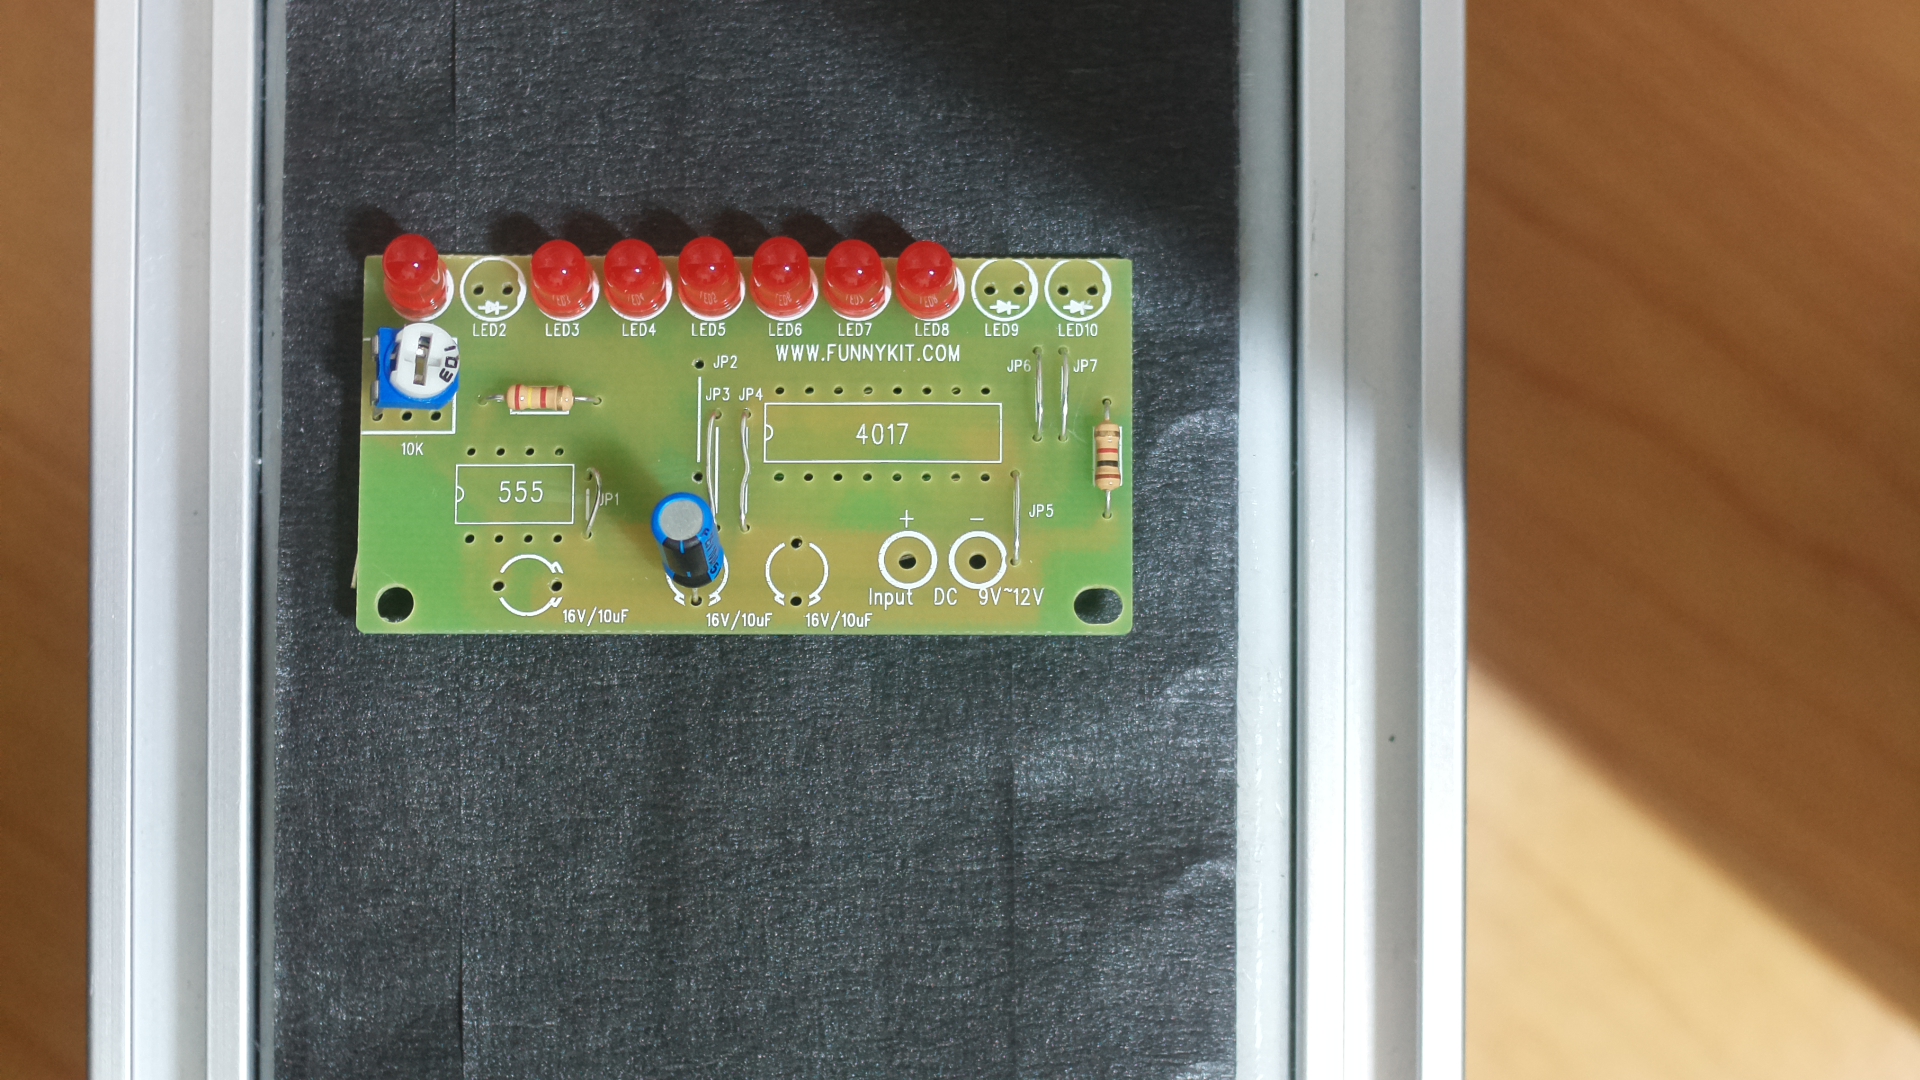 LED2 LED3 LED4 LED5 LED6 LED7 LED8 LED9 LED10
WWW.FUNNYKIT.COM
JP2
JP6 JP7
JP3 JP4
4017
10K
555
JP1
JP5
+ −
Input DC 9V~12V
16V/10uF 16V/10uF 16V/10uF